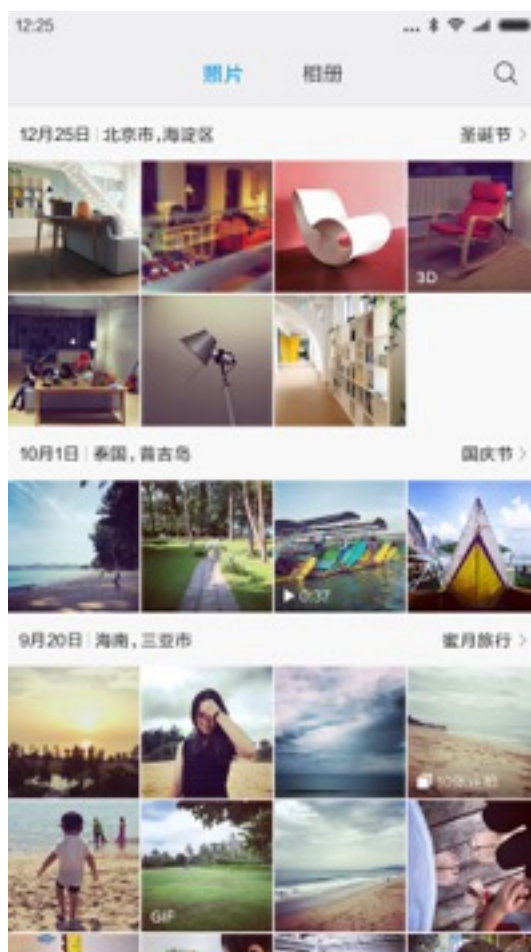 12:25
照片 相册
12月25日 | 北京市,海淀区 圣诞节 >
3D
10月1日 | 泰国,普吉岛 国庆节 >
0:37
9月20日 | 海南,三亚市 蜜月旅行 >
GIF